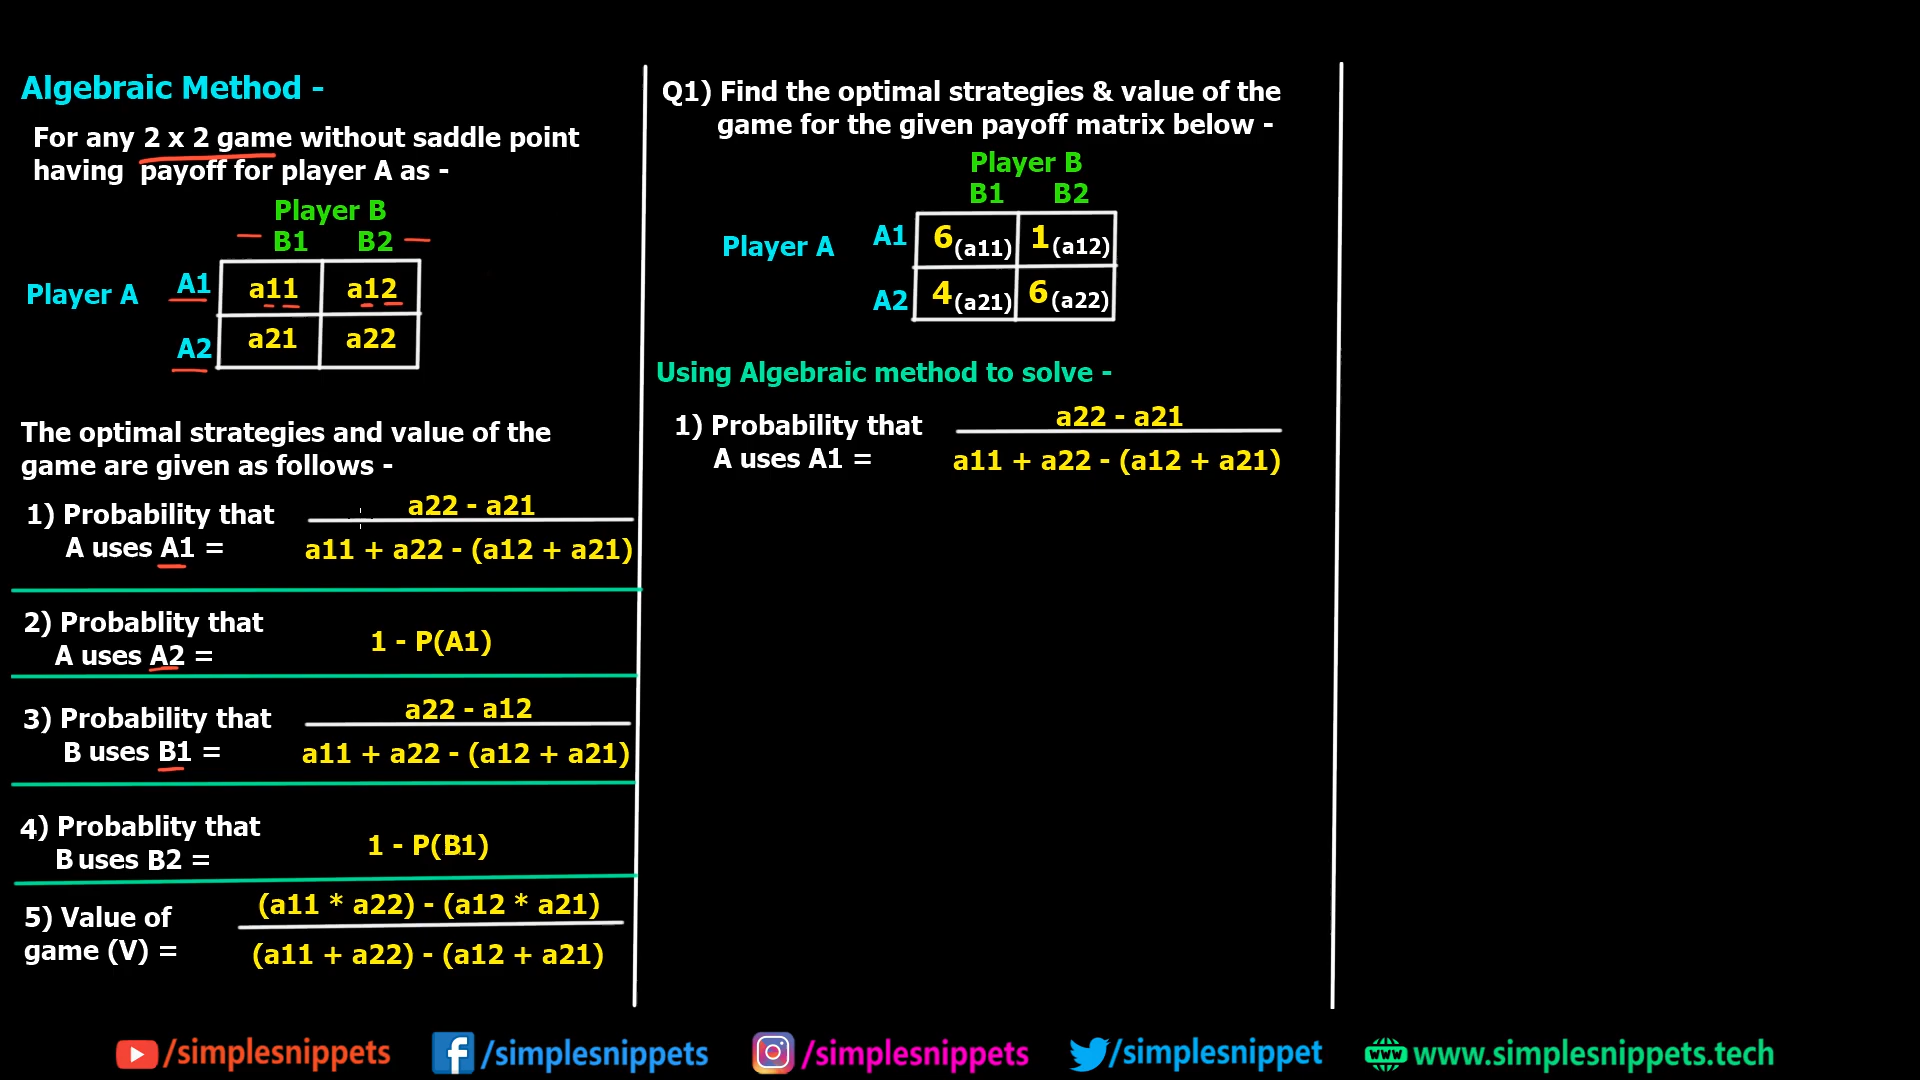 Algebraic Method -
For any 2 x 2 game without saddle point
having payoff for player A as -
Player B
B1 B2
Player A
A1 a11 a12
A2 a21 a22
The optimal strategies and value of the
game are given as follows -
1) Probability that
A uses A1 =
a22 - a21
a11 + a22 - (a12 + a21)
2) Probablity that
A uses A2 =
1 - P(A1)
3) Probability that
B uses B1 =
a22 - a12
a11 + a22 - (a12 + a21)
4) Probablity that
B uses B2 =
1 - P(B1)
5) Value of
game (V) =
(a11 * a22) - (a12 * a21)
(a11 + a22) - (a12 + a21)
Q1) Find the optimal strategies & value of the
game for the given payoff matrix below -
Player B
B1 B2
Player A
A1 6 (a11) 1 (a12)
A2 4 (a21) 6 (a22)
Using Algebraic method to solve -
1) Probability that
A uses A1 =
a22 - a21
a11 + a22 - (a12 + a21)
/simplesnippets /simplesnippets /simplesnippets /simplesnippet www.simplesnippets.tech